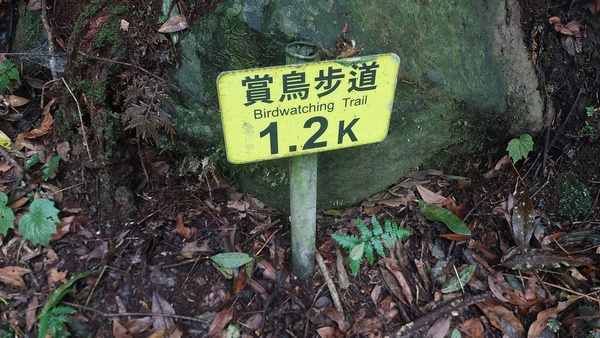 賞鳥步道
Birdwatching Trail
1.2K